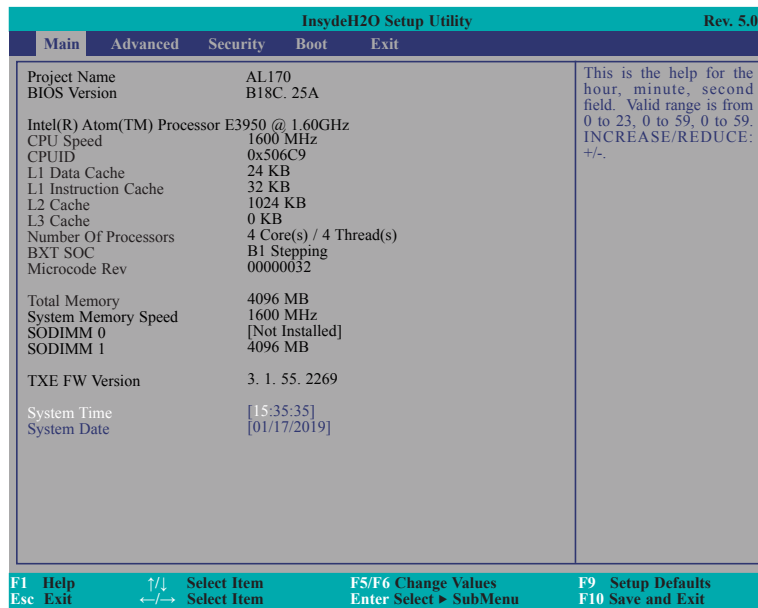 InsydeH2O Setup Utility Rev. 5.0
Main Advanced Security Boot Exit
Project Name AL170
BIOS Version B18C. 25A
Intel(R) Atom(TM) Processor E3950 @ 1.60GHz
CPU Speed 1600 MHz
CPUID 0x506C9
L1 Data Cache 24 KB
L1 Instruction Cache 32 KB
L2 Cache 1024 KB
L3 Cache 0 KB
Number Of Processors 4 Core(s) / 4 Thread(s)
BXT SOC B1 Stepping
Microcode Rev 00000032
Total Memory 4096 MB
System Memory Speed 1600 MHz
SODIMM 0 [Not Installed]
SODIMM 1 4096 MB
TXE FW Version 3. 1. 55. 2269
System Time [15:35:35]
System Date [01/17/2019]
This is the help for the
hour, minute, second
field. Valid range is from
0 to 23, 0 to 59, 0 to 59.
INCREASE/REDUCE:
+/-.
F1 Help ↑/↓ Select Item F5/F6 Change Values F9 Setup Defaults
Esc Exit ←/→ Select Item Enter Select ► SubMenu F10 Save and Exit